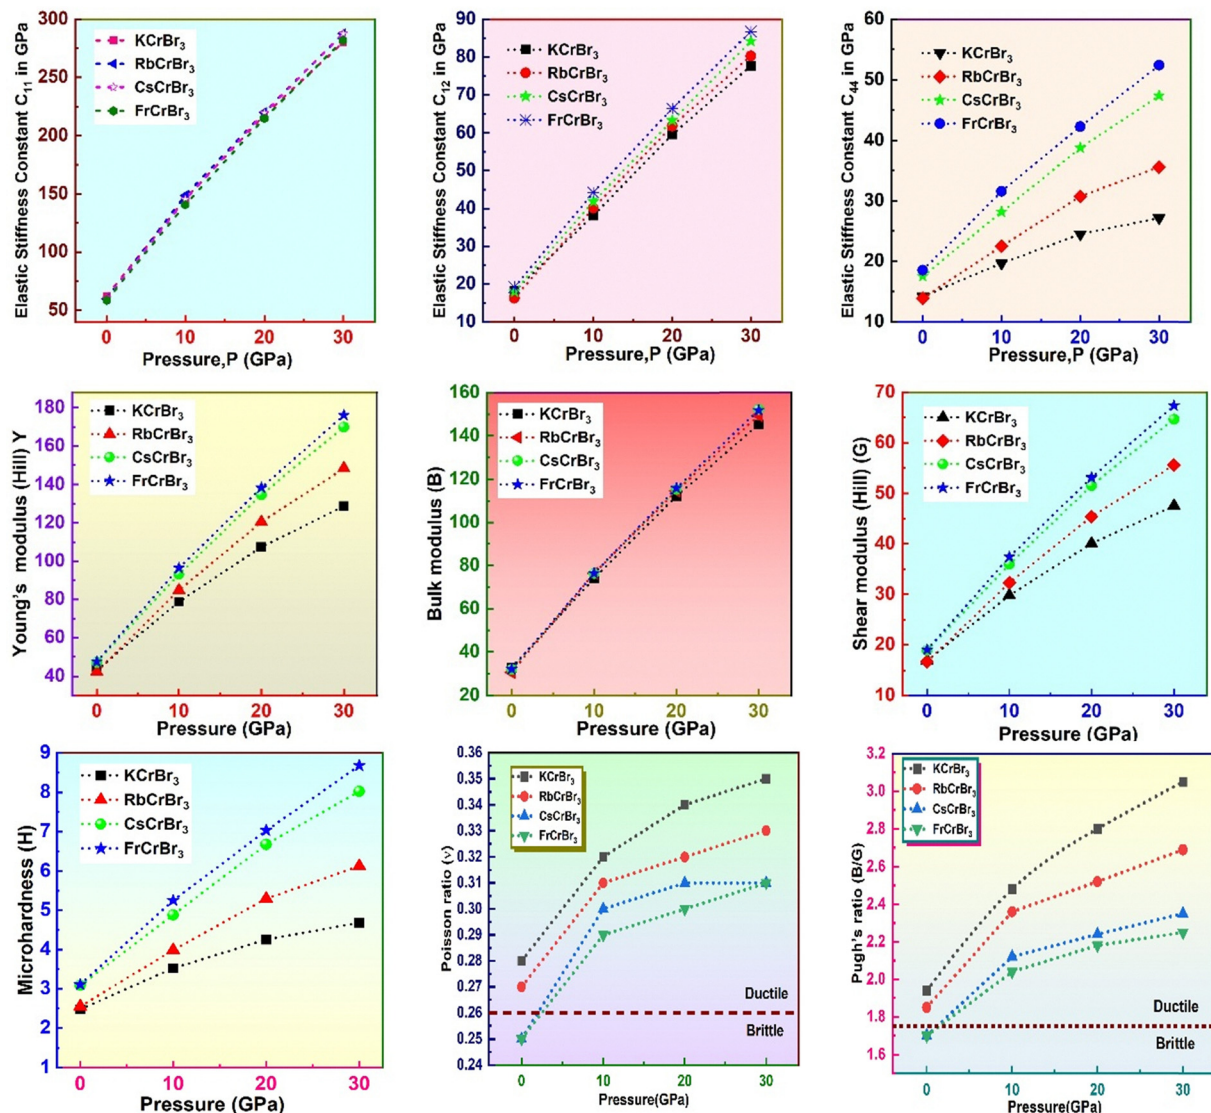 Elastic Stiffness Constant C₁₁ in GPa
300
250
200
150
100
50
KCrBr₃
RbCrBr₃
CsCrBr₃
FrCrBr₃
0 10 20 30
Pressure,P (GPa)
Elastic Stiffness Constant C₁₂ in GPa
90
80
70
60
50
40
30
20
10
KCrBr₃
RbCrBr₃
CsCrBr₃
FrCrBr₃
0 10 20 30
Pressure,P (GPa)
Elastic Stiffness Constant C₄₄ in GPa
60
50
40
30
20
10
KCrBr₃
RbCrBr₃
CsCrBr₃
FrCrBr₃
0 10 20 30
Pressure,P (GPa)
Young's modulus (Hill) Y
180
160
140
120
100
80
60
40
KCrBr₃
RbCrBr₃
CsCrBr₃
FrCrBr₃
0 10 20 30
Pressure (GPa)
Bulk modulus (B)
160
140
120
100
80
60
40
20
KCrBr₃
RbCrBr₃
CsCrBr₃
FrCrBr₃
0 10 20 30
Pressure (GPa)
Shear modulus (Hill) (G)
70
60
50
40
30
20
10
KCrBr₃
RbCrBr₃
CsCrBr₃
FrCrBr₃
0 10 20 30
Pressure (GPa)
Microhardness (H)
9
8
7
6
5
4
3
2
1
KCrBr₃
RbCrBr₃
CsCrBr₃
FrCrBr₃
0 10 20 30
Pressure (GPa)
Poisson ratio (ν)
0.36
0.35
0.34
0.33
0.32
0.31
0.30
0.29
0.28
0.27
0.26
0.25
0.24
KCrBr₃
RbCrBr₃
CsCrBr₃
FrCrBr₃
Ductile
Brittle
0 10 20 30
Pressure(GPa)
Pugh's ratio (B/G)
3.2
3.0
2.8
2.6
2.4
2.2
2.0
1.8
1.6
KCrBr₃
RbCrBr₃
CsCrBr₃
FrCrBr₃
Ductile
Brittle
0 10 20 30
Pressure(GPa)